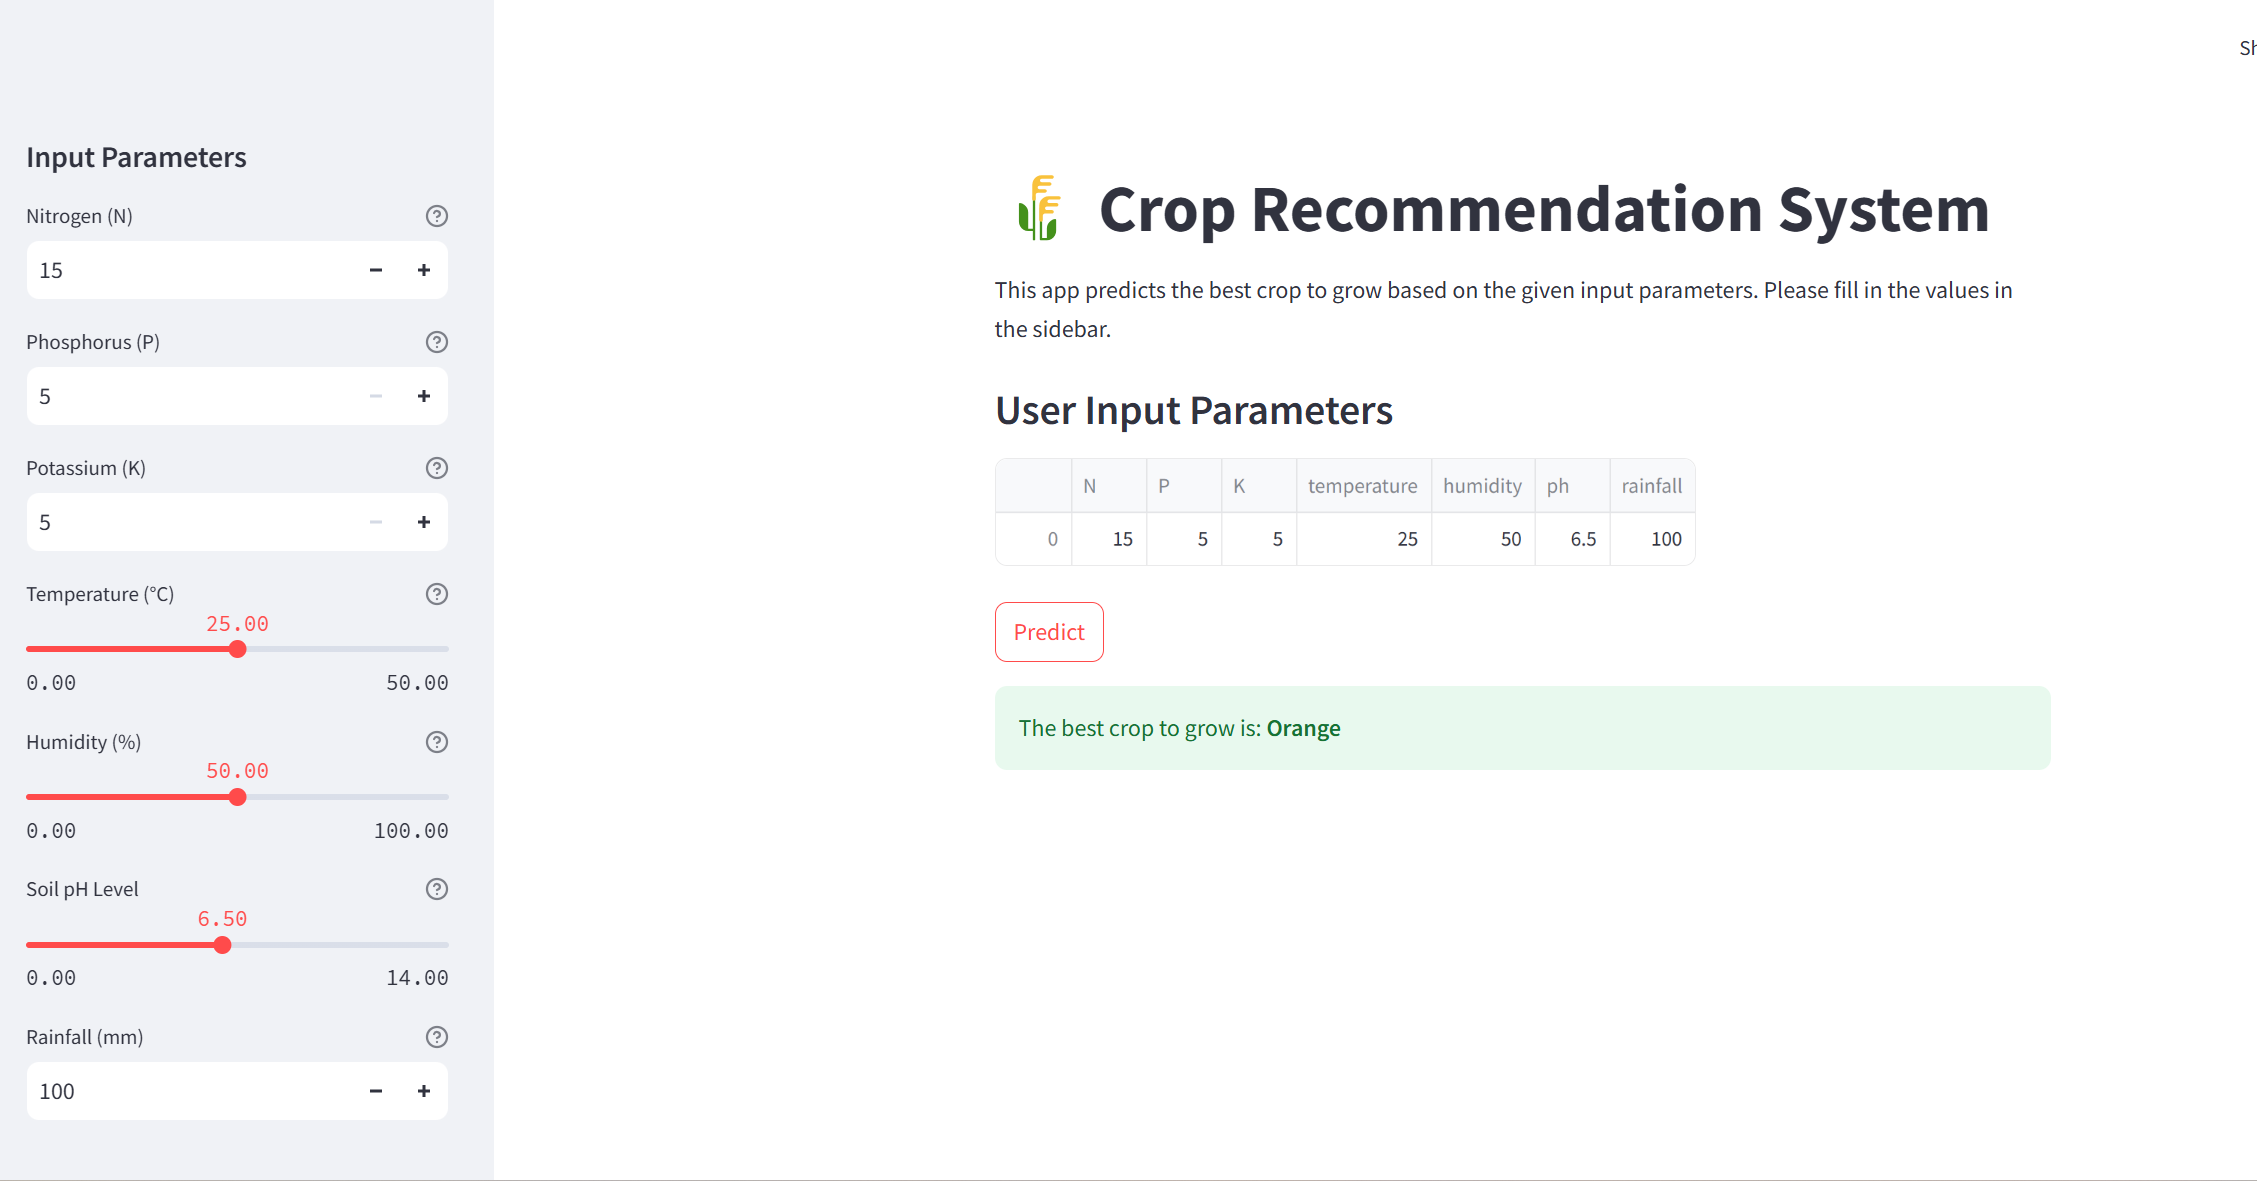 Input Parameters
Nitrogen (N)
15
Phosphorus (P)
5
Potassium (K)
5
Temperature (°C)
25.00
0.00 50.00
Humidity (%)
50.00
0.00 100.00
Soil pH Level
6.50
0.00 14.00
Rainfall (mm)
100
Crop Recommendation System
This app predicts the best crop to grow based on the given input parameters. Please fill in the values in
the sidebar.
User Input Parameters
N P K temperature humidity ph rainfall
0 15 5 5 25 50 6.5 100
Predict
The best crop to grow is: Orange